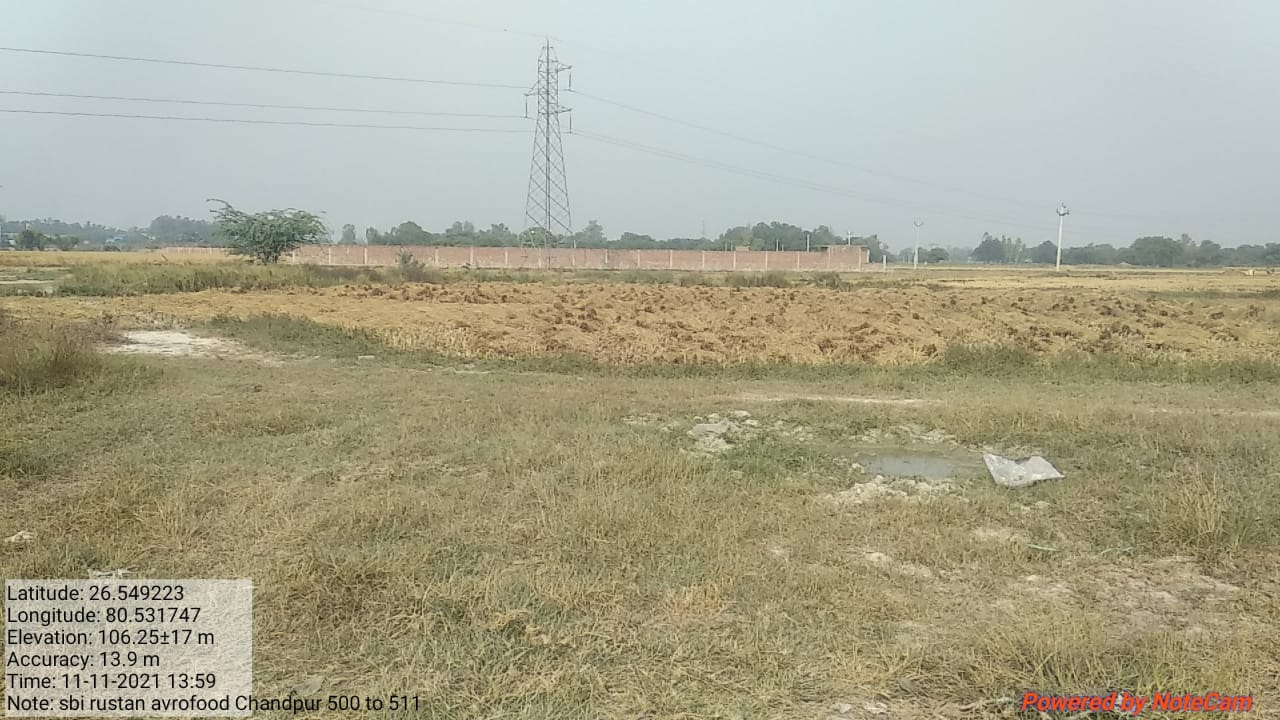 Latitude: 26.549223
Longitude: 80.531747
Elevation: 106.25±17 m
Accuracy: 13.9 m
Time: 11-11-2021 13:59
Note: sbi rustan avrofood Chandpur 500 to 511
Powered by NoteCam